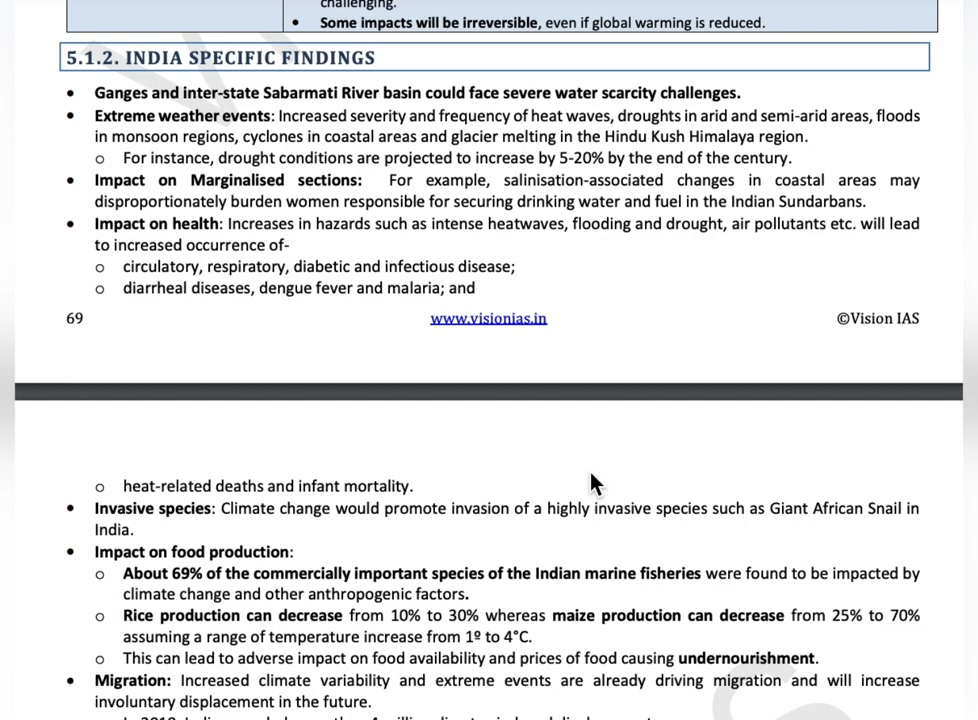 challenging.
• Some impacts will be irreversible, even if global warming is reduced.
5.1.2. INDIA SPECIFIC FINDINGS
• Ganges and inter-state Sabarmati River basin could face severe water scarcity challenges.
• Extreme weather events: Increased severity and frequency of heat waves, droughts in arid and semi-arid areas, floods
in monsoon regions, cyclones in coastal areas and glacier melting in the Hindu Kush Himalaya region.
o For instance, drought conditions are projected to increase by 5-20% by the end of the century.
• Impact on Marginalised sections: For example, salinisation-associated changes in coastal areas may
disproportionately burden women responsible for securing drinking water and fuel in the Indian Sundarbans.
• Impact on health: Increases in hazards such as intense heatwaves, flooding and drought, air pollutants etc. will lead
to increased occurrence of-
o circulatory, respiratory, diabetic and infectious disease;
o diarrheal diseases, dengue fever and malaria; and
69 www.visionias.in ©Vision IAS
o heat-related deaths and infant mortality.
• Invasive species: Climate change would promote invasion of a highly invasive species such as Giant African Snail in
India.
• Impact on food production:
o About 69% of the commercially important species of the Indian marine fisheries were found to be impacted by
climate change and other anthropogenic factors.
o Rice production can decrease from 10% to 30% whereas maize production can decrease from 25% to 70%
assuming a range of temperature increase from 1º to 4°C.
o This can lead to adverse impact on food availability and prices of food causing undernourishment.
• Migration: Increased climate variability and extreme events are already driving migration and will increase
involuntary displacement in the future.